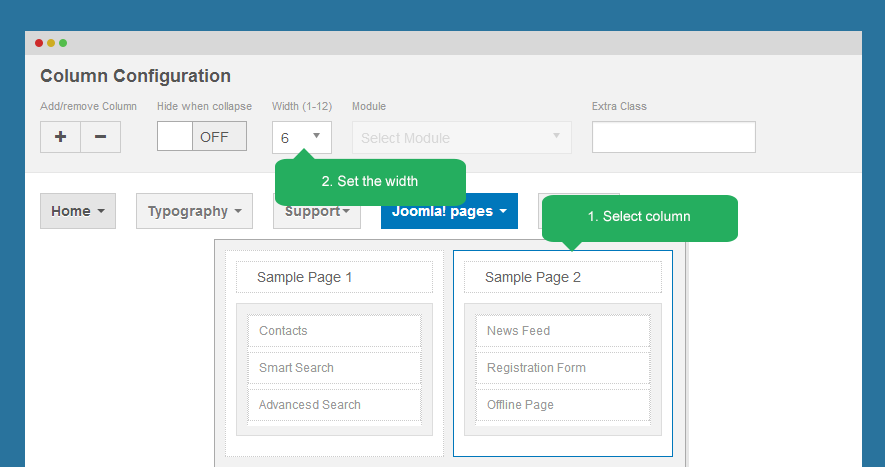 Column Configuration
Add/remove Column Hide when collapse Width (1-12) Module Extra Class
+ − OFF 6 Select Module
2. Set the width
Home Typography Support Joomla! pages
1. Select column
Sample Page 1 Sample Page 2
Contacts News Feed
Smart Search Registration Form
Advancesd Search Offline Page